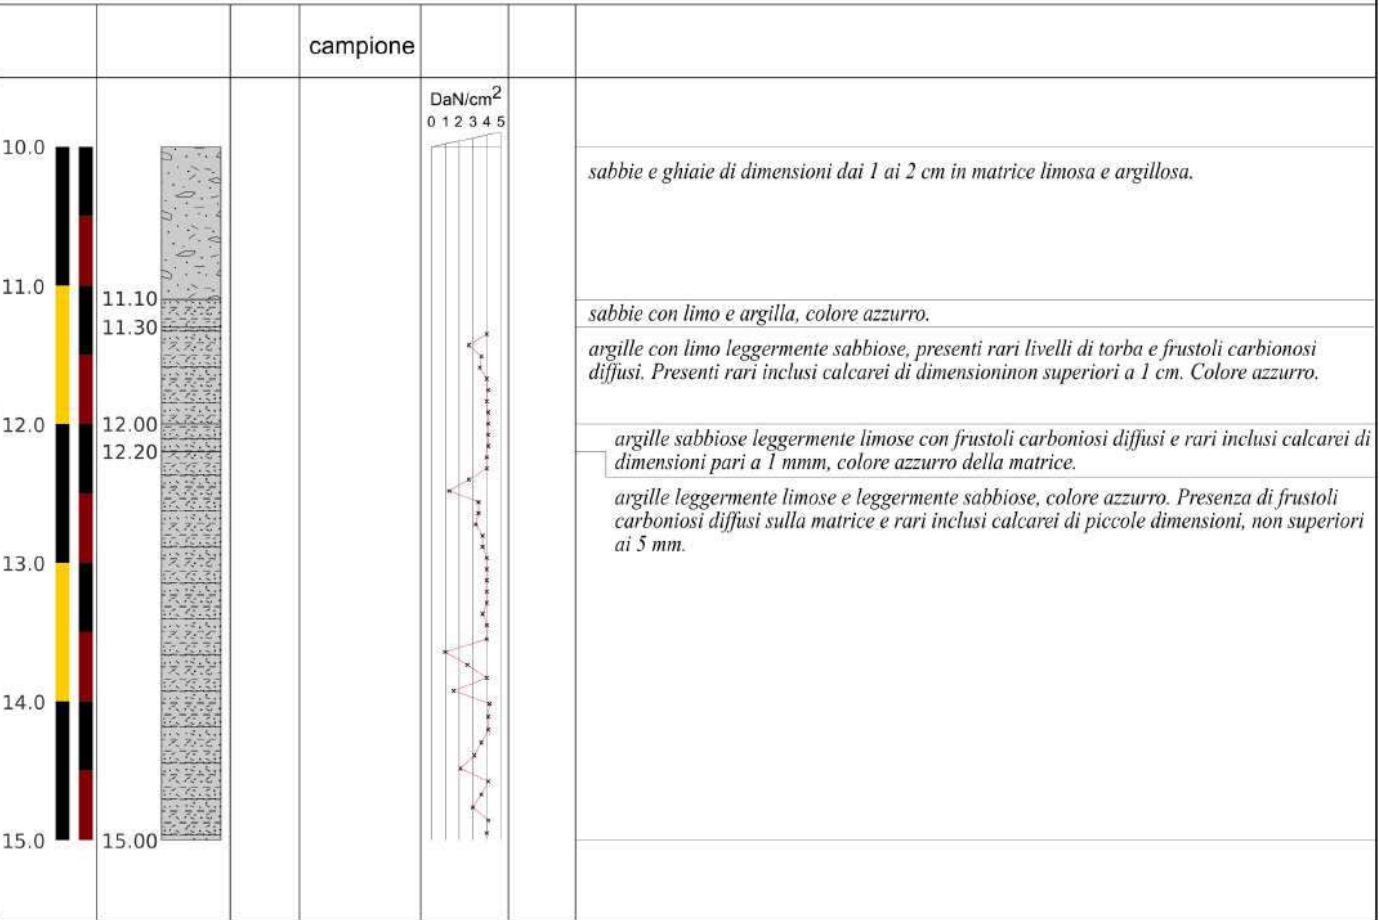 campione
DaN/cm2
0 1 2 3 4 5
10.0
sabbie e ghiaie di dimensioni dai 1 ai 2 cm in matrice limosa e argillosa.
11.0
11.10
sabbie con limo e argilla, colore azzurro.
11.30
argille con limo leggermente sabbiose, presenti rari livelli di torba e frustoli carbionosi
diffusi. Presenti rari inclusi calcarei di dimensioninon superiori a 1 cm. Colore azzurro.
12.0
12.00
argille sabbiose leggermente limose con frustoli carboniosi diffusi e rari inclusi calcarei di
12.20
dimensioni pari a 1 mmm, colore azzurro della matrice.
argille leggermente limose e leggermente sabbiose, colore azzurro. Presenza di frustoli
carboniosi diffusi sulla matrice e rari inclusi calcarei di piccole dimensioni, non superiori
ai 5 mm.
13.0
14.0
15.0
15.00